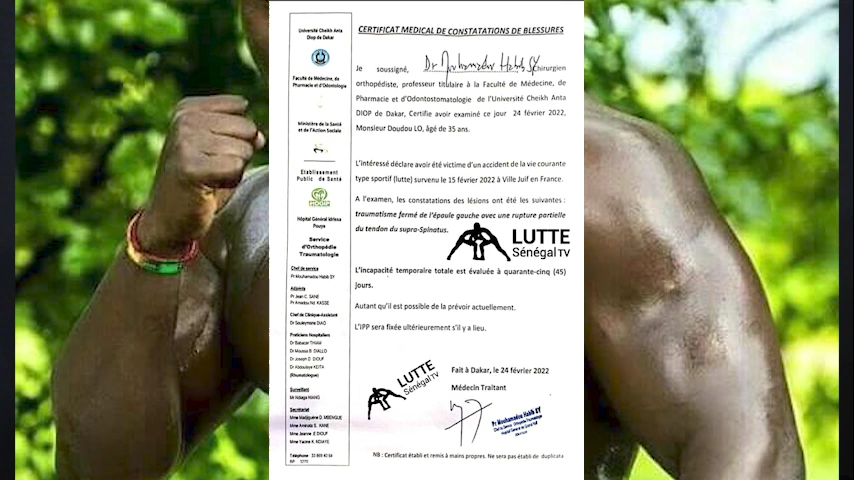 Université Cheikh Anta
Diop de Dakar
Faculté de Médecine, de
Pharmacie et d'Odontologie
Ministère de la Santé
et de l'Action Sociale
Etablissement
Public de Santé
HOGIP
Hôpital Général Idrissa
Pouye
Service
d'Orthopédie
Traumatologie
Chef de service
Pr Mouhamadou Habib SY
Adjoints
Pr Jean C. SANE
Pr Amadou Nd. KASSE
Chef de Clinique-Assistant
Dr Souleymane DIAO
Praticiens Hospitaliers
Dr Babacar THIAM
Dr Moussa B. DIALLO
Dr Joseph D. DIOUF
Dr Abdoulaye KEITA
(Rhumatologue)
Surveillant
Mr Ndiaga NIANG
Secrétariat
Mme Madjiguène D. MBENGUE
Mme Aminata S. KANE
Mme Jeanne E DIOUF
Mme Yacine K. NDIAYE
Téléphone : 33 869 40 64
BP
CERTIFICAT MEDICAL DE CONSTATATIONS DE BLESSURES
Je soussigné, Dr Mouhamadou Habib SY Chirurgien
orthopédiste, professeur titulaire à la Faculté de Médecine, de
Pharmacie et d'Odontostomatologie de l'Université Cheikh Anta
DIOP de Dakar, Certifie avoir examiné ce jour 24 février 2022,
Monsieur Doudou LO, âgé de 35 ans.
L'intéressé déclare avoir été victime d'un accident de la vie courante
type sportif (lutte) survenu le 15 février 2022 à Ville Juif en France.
A l'examen, les constatations des lésions ont été les suivantes :
traumatisme fermé de l'épaule gauche avec une rupture partielle
du tendon du supra-Spinatus.
LUTTE
Sénégal TV
L'incapacité temporaire totale est évaluée à quarante-cinq (45)
jours.
Autant qu'il est possible de la prévoir actuellement.
L'IPP sera fixée ultérieurement s'il y a lieu.
LUTTE
Sénégal TV
Fait à Dakar, le 24 février 2022
Médecin Traitant
Pr Mouhamadou Habib SY
NB : Certificat établi et remis à mains propres. Ne sera pas établi de duplicata